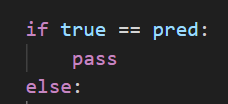 if true == pred:
    pass
else: